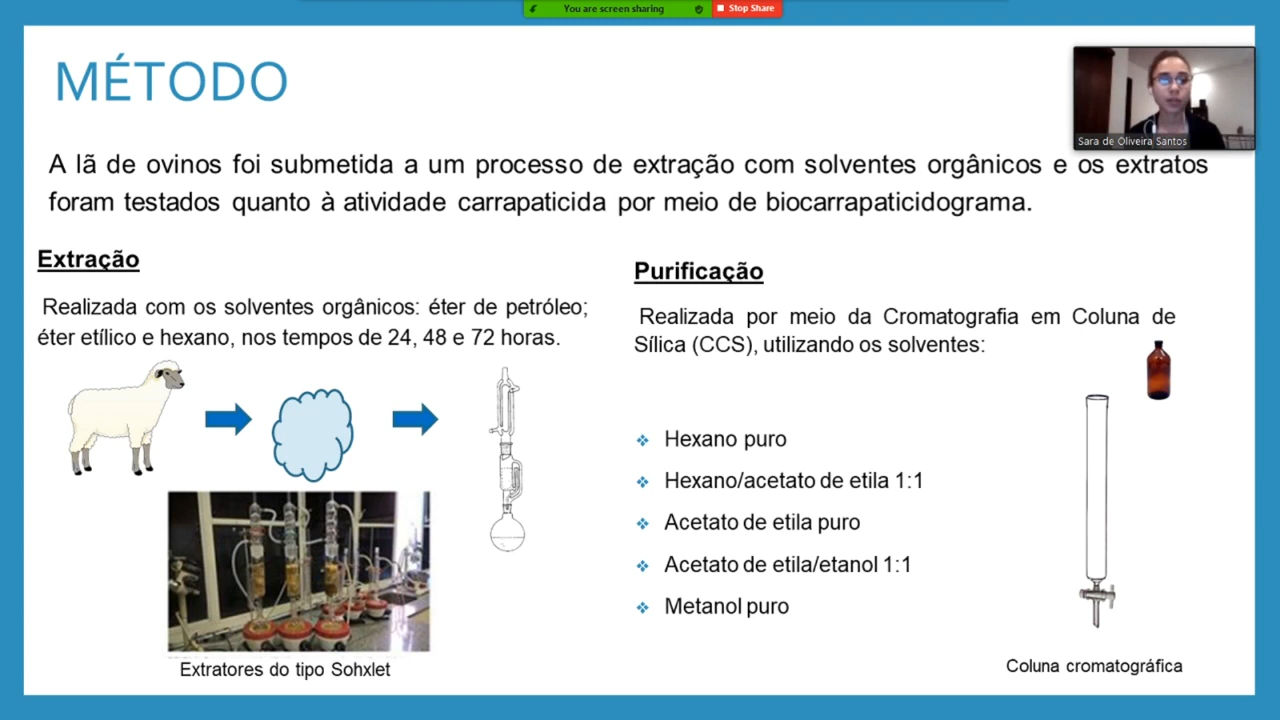 You are screen sharing
Stop Share
MÉTODO
Sara de Oliveira Santos
A lã de ovinos foi submetida a um processo de extração com solventes orgânicos e os extratos
foram testados quanto à atividade carrapaticida por meio de biocarrapaticidograma.
Extração
Realizada com os solventes orgânicos: éter de petróleo;
éter etílico e hexano, nos tempos de 24, 48 e 72 horas.
Extratores do tipo Sohxlet
Purificação
Realizada por meio da Cromatografia em Coluna de
Sílica (CCS), utilizando os solventes:
Hexano puro
Hexano/acetato de etila 1:1
Acetato de etila puro
Acetato de etila/etanol 1:1
Metanol puro
Coluna cromatográfica